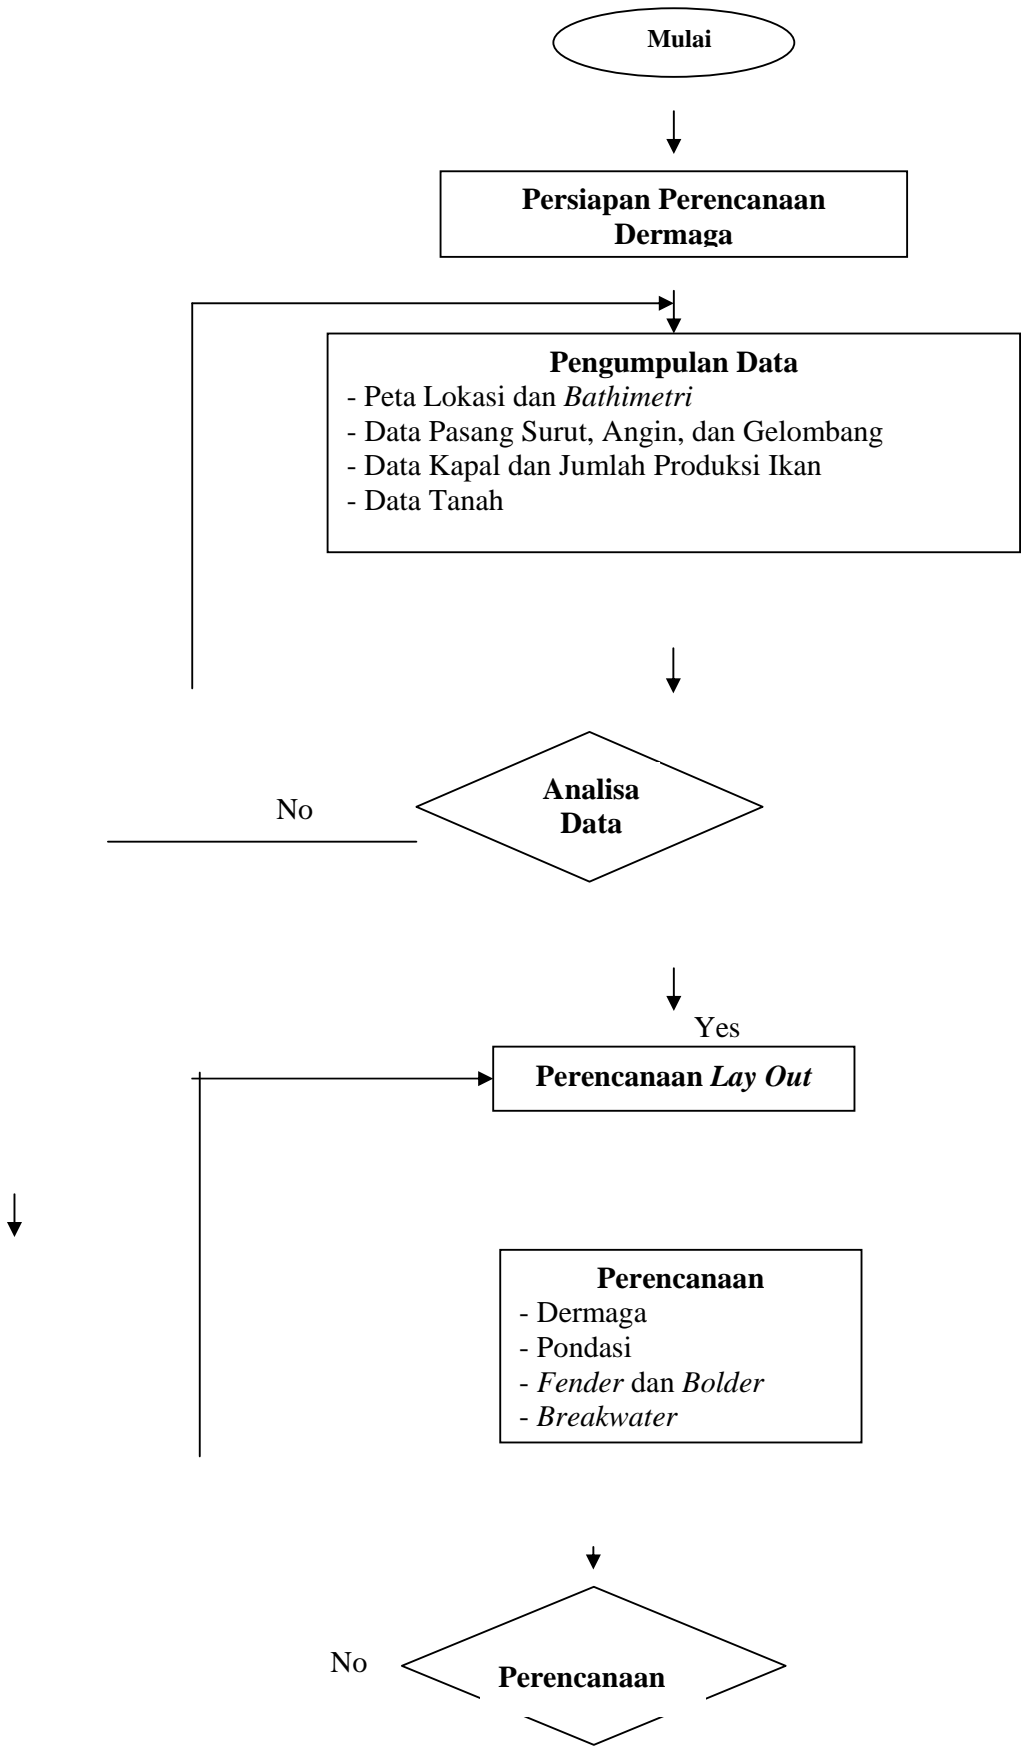 Mulai
Persiapan Perencanaan
Dermaga
Pengumpulan Data
- Peta Lokasi dan Bathimetri
- Data Pasang Surut, Angin, dan Gelombang
- Data Kapal dan Jumlah Produksi Ikan
- Data Tanah
No
Analisa
Data
Yes
Perencanaan Lay Out
Perencanaan
- Dermaga
- Pondasi
- Fender dan Bolder
- Breakwater
No
Perencanaan